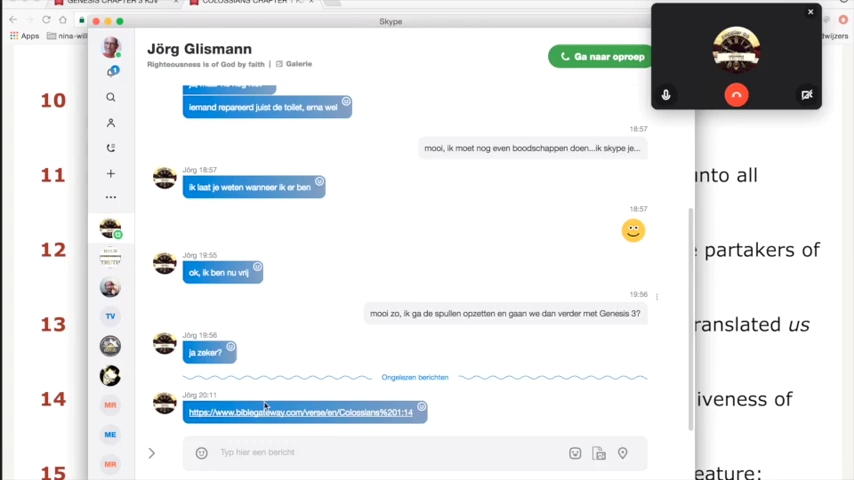 GENESIS CHAPTER 3 KJV
COLOSSIANS CHAPTER 1 KJ
Skype
Apps
nina-wil
dwijzers
Jörg Glismann
Righteousness is of God by faith | Galerie
Ga naar oproep
iemand repareerd juist de toilet, erna wel
18:57
mooi, ik moet nog even boodschappen doen...ik skype je...
Jörg 18:57
ik laat je weten wanneer ik er ben
18:57
Jörg 19:55
ok, ik ben nu vrij
19:56
mooi zo, ik ga de spullen opzetten en gaan we dan verder met Genesis 3?
Jörg 19:56
ja zeker?
Ongelezen berichten
Jörg 20:11
https://www.biblegateway.com/verse/en/Colossians%201:14
Typ hier een bericht
TV
MR
ME
MR
10
11
unto all
12
e partakers of
13
ranslated us
14
iveness of
15
eature: